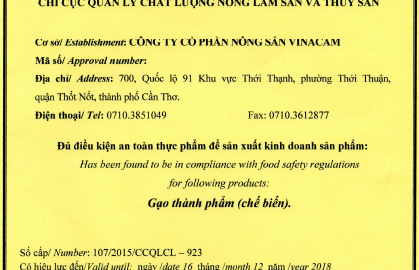 CHI CỤC QUẢN LÝ CHẤT LƯỢNG NÔNG LÂM SẢN VÀ THỦY SẢN
Cơ sở/ Establishment: CÔNG TY CỔ PHẦN NÔNG SẢN VINACAM
Mã số/ Approval number:
Địa chỉ/ Address: 700, Quốc lộ 91 Khu vực Thới Thạnh, phường Thới Thuận,
quận Thốt Nốt, thành phố Cần Thơ.
Điện thoại/ Tel: 0710.3851049 Fax: 0710.3612877
Đủ điều kiện an toàn thực phẩm để sản xuất kinh doanh sản phẩm:
Has been found to be in compliance with food safety regulations
for following products:
Gạo thành phẩm (chế biến).
Số cấp/ Number: 107/2015/CCQLCL – 923
Có hiệu lực đến/Valid until: ngày /date 16 tháng /month 12 năm /year 2018